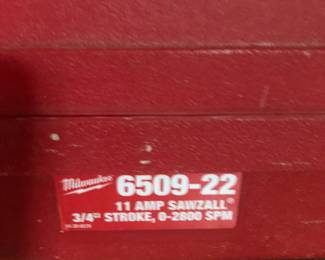 Milwaukee 6509-22
11 AMP SAWZALL®
3/4" STROKE, 0-2800 SPM